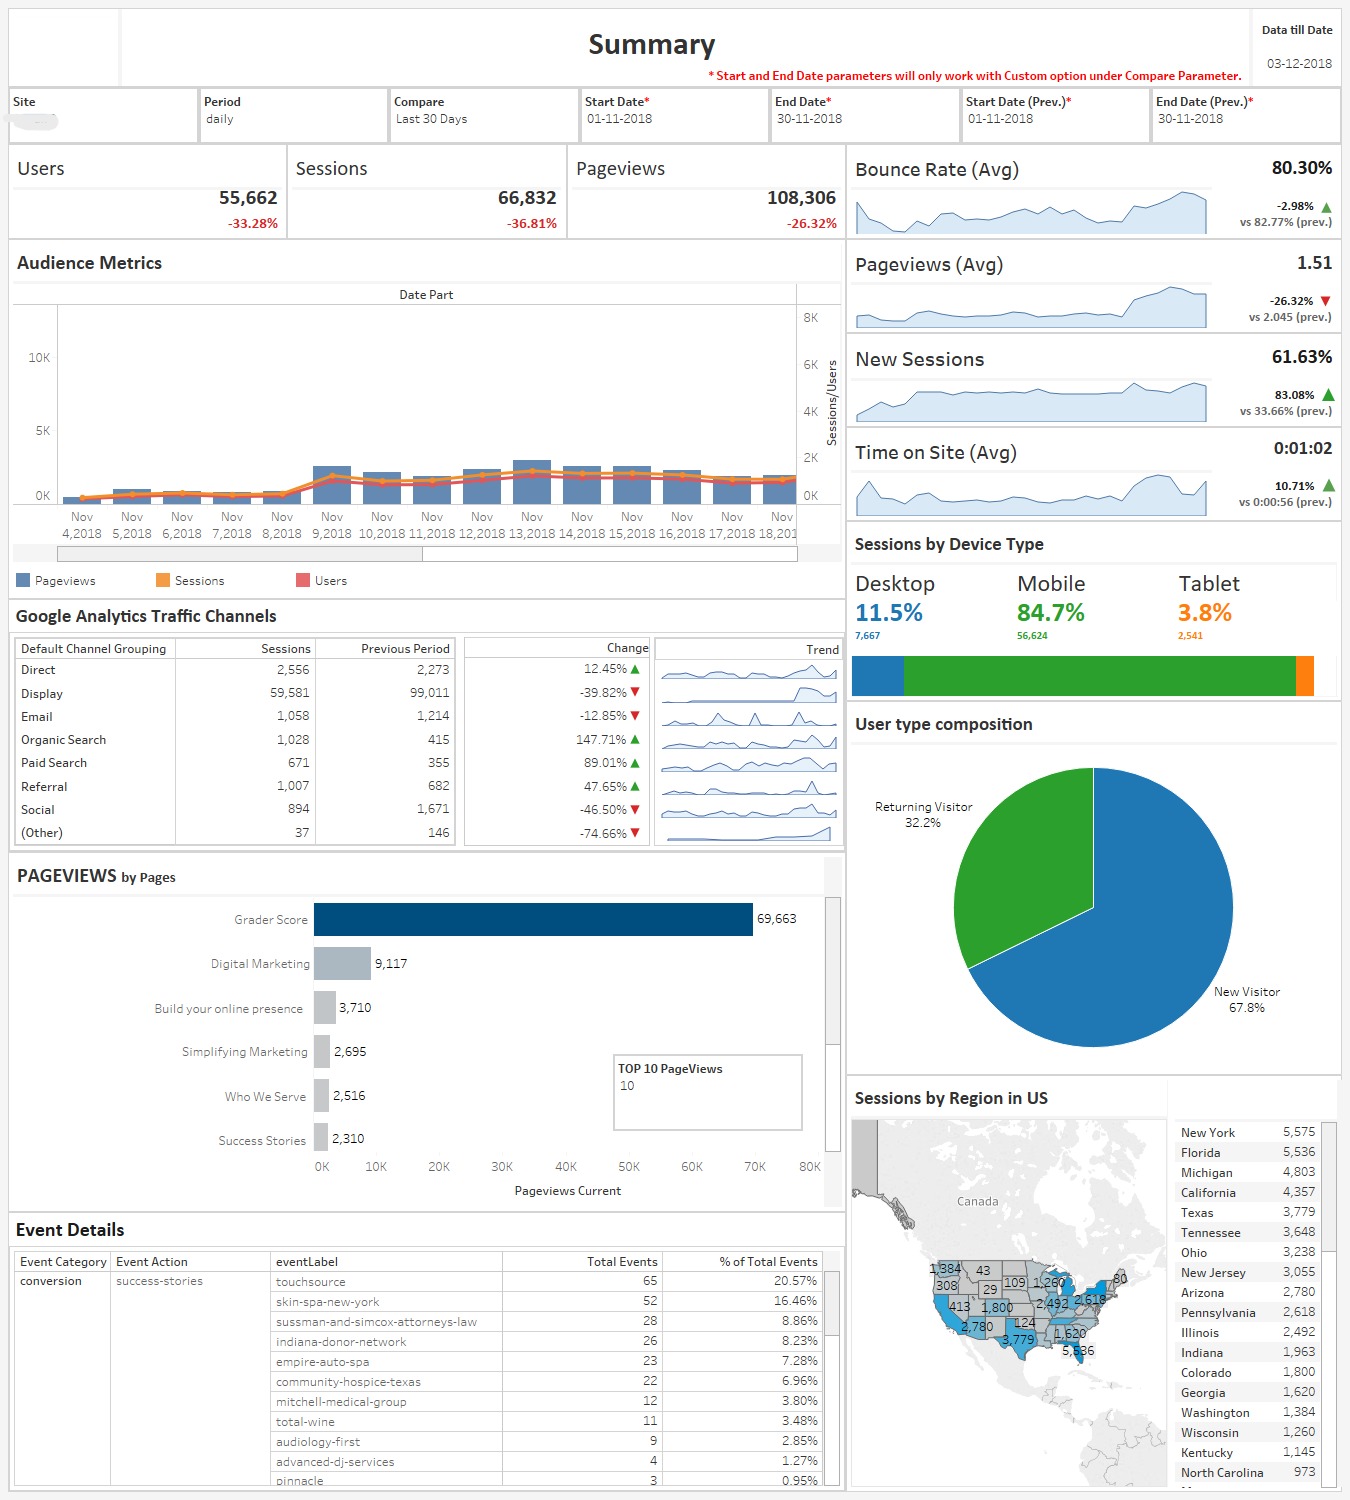 Summary
Data till Date
03-12-2018
* Start and End Date parameters will only work with Custom option under Compare Parameter.
Site
Period
daily
Compare
Last 30 Days
Start Date*
01-11-2018
End Date*
30-11-2018
Start Date (Prev.)*
01-11-2018
End Date (Prev.)*
30-11-2018
Users
55,662
-33.28%
Sessions
66,832
-36.81%
Pageviews
108,306
-26.32%
Bounce Rate (Avg)
80.30%
-2.98% ▲
vs 82.77% (prev.)
Pageviews (Avg)
1.51
-26.32% ▼
vs 2.045 (prev.)
New Sessions
61.63%
83.08% ▲
vs 33.66% (prev.)
Time on Site (Avg)
0:01:02
10.71% ▲
vs 0:00:56 (prev.)
Audience Metrics
Date Part
10K
5K
0K
8K
6K
4K
2K
0K
Sessions/Users
Nov 4,2018
Nov 5,2018
Nov 6,2018
Nov 7,2018
Nov 8,2018
Nov 9,2018
Nov 10,2018
Nov 11,2018
Nov 12,2018
Nov 13,2018
Nov 14,2018
Nov 15,2018
Nov 16,2018
Nov 17,2018
Nov 18,201
Pageviews
Sessions
Users
Sessions by Device Type
Desktop
11.5%
7,667
Mobile
84.7%
56,624
Tablet
3.8%
2,541
Google Analytics Traffic Channels
Default Channel Grouping Sessions Previous Period Change Trend
Direct 2,556 2,273 12.45% ▲
Display 59,581 99,011 -39.82% ▼
Email 1,058 1,214 -12.85% ▼
Organic Search 1,028 415 147.71% ▲
Paid Search 671 355 89.01% ▲
Referral 1,007 682 47.65% ▲
Social 894 1,671 -46.50% ▼
(Other) 37 146 -74.66% ▼
User type composition
Returning Visitor
32.2%
New Visitor
67.8%
PAGEVIEWS by Pages
Grader Score 69,663
Digital Marketing 9,117
Build your online presence 3,710
Simplifying Marketing 2,695
Who We Serve 2,516
Success Stories 2,310
0K 10K 20K 30K 40K 50K 60K 70K 80K
Pageviews Current
TOP 10 PageViews
10
Event Details
Event Category Event Action eventLabel Total Events % of Total Events
conversion success-stories touchsource 65 20.57%
skin-spa-new-york 52 16.46%
sussman-and-simcox-attorneys-law 28 8.86%
indiana-donor-network 26 8.23%
empire-auto-spa 23 7.28%
community-hospice-texas 22 6.96%
mitchell-medical-group 12 3.80%
total-wine 11 3.48%
audiology-first 9 2.85%
advanced-dj-services 4 1.27%
pinnacle 3 0.95%
Sessions by Region in US
Canada
1,384
43
308
109
1,260
80
29
413
1,800
2,492
2,618
2,780
124
3,779
1,620
5,536
New York 5,575
Florida 5,536
Michigan 4,803
California 4,357
Texas 3,779
Tennessee 3,648
Ohio 3,238
New Jersey 3,055
Arizona 2,780
Pennsylvania 2,618
Illinois 2,492
Indiana 1,963
Colorado 1,800
Georgia 1,620
Washington 1,384
Wisconsin 1,260
Kentucky 1,145
North Carolina 973